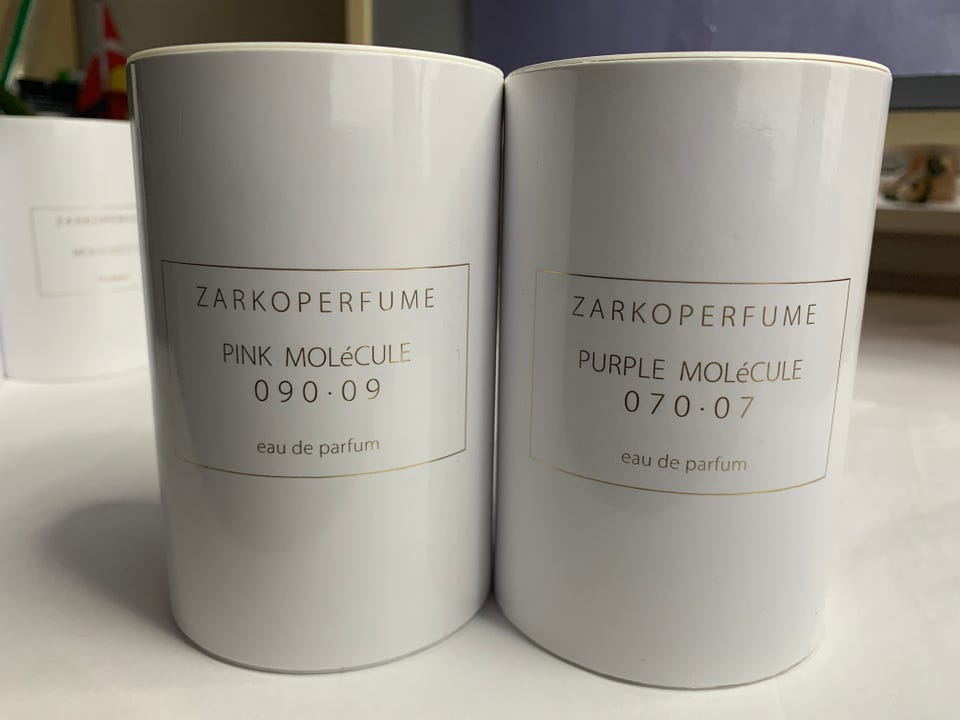 ZARKOPERFUME
PINK MOLéCULE
090·09
eau de parfum
ZARKOPERFUME
PURPLE MOLéCULE
070·07
eau de parfum